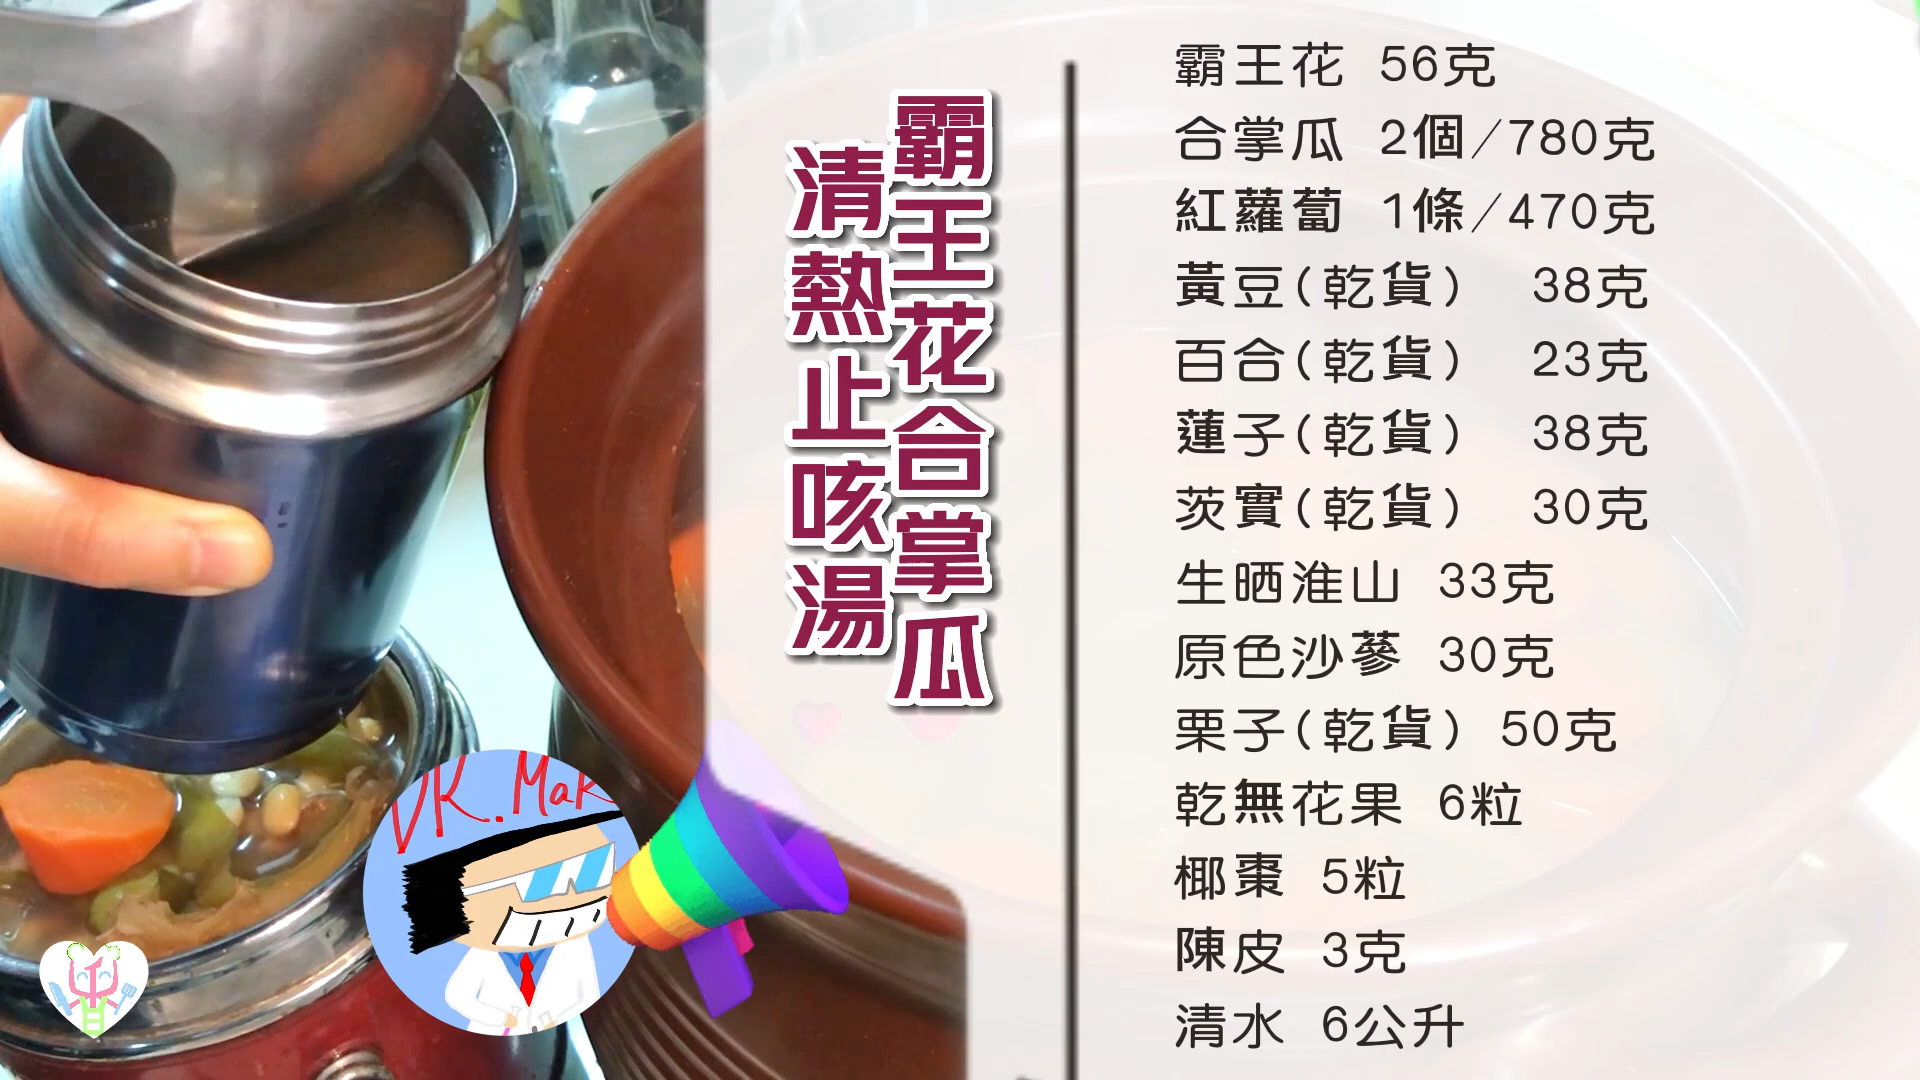 霸王花合掌瓜
清熱止咳湯
霸王花 56克
合掌瓜 2個/780克
紅蘿蔔 1條/470克
黃豆(乾貨) 38克
百合(乾貨) 23克
蓮子(乾貨) 38克
茨實(乾貨) 30克
生晒淮山 33克
原色沙蔘 30克
栗子(乾貨) 50克
乾無花果 6粒
椰棗 5粒
陳皮 3克
清水 6公升
DR.Mak